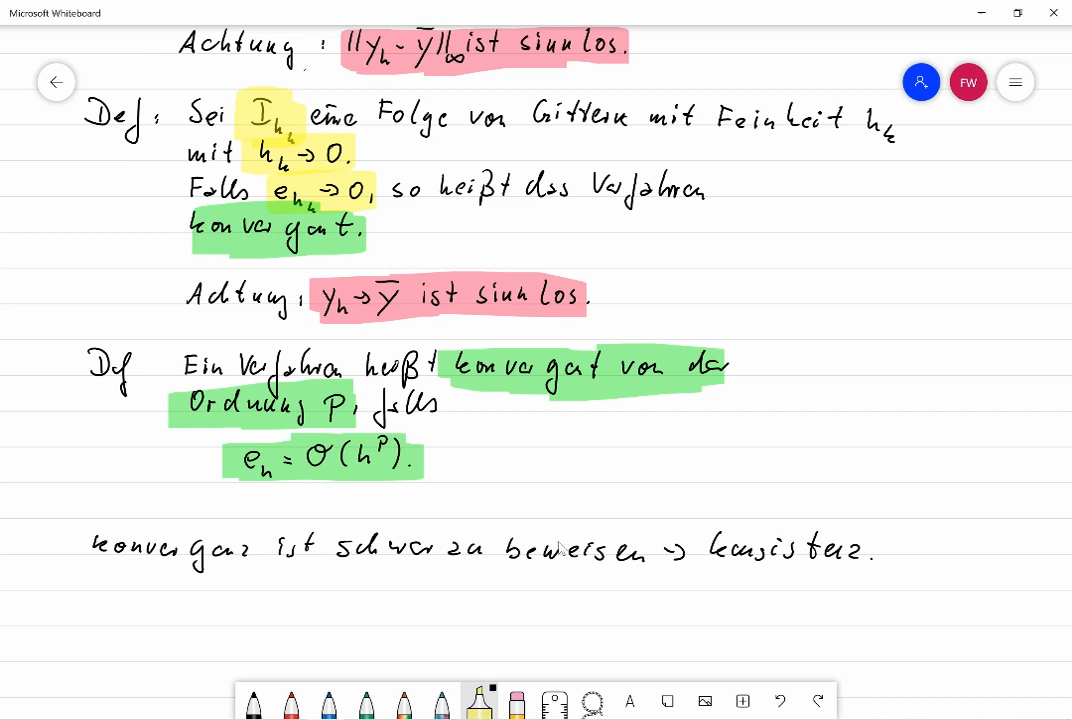 Microsoft Whiteboard
Achtung : ||y_h - ȳ||_∞ ist sinnlos.
FW
Def: Sei I_{h_k} eine Folge von Gittern mit Feinheit h_k
mit h_k → 0.
Falls e_{h_k} → 0, so heißt das Verfahren
konvergent.
Achtung: y_h → ȳ ist sinnlos.
Def Ein Verfahren heißt konvergent von der
Ordnung p, falls
e_h = O(h^p).
Konvergenz ist schwer zu beweisen → Konsistenz.
A